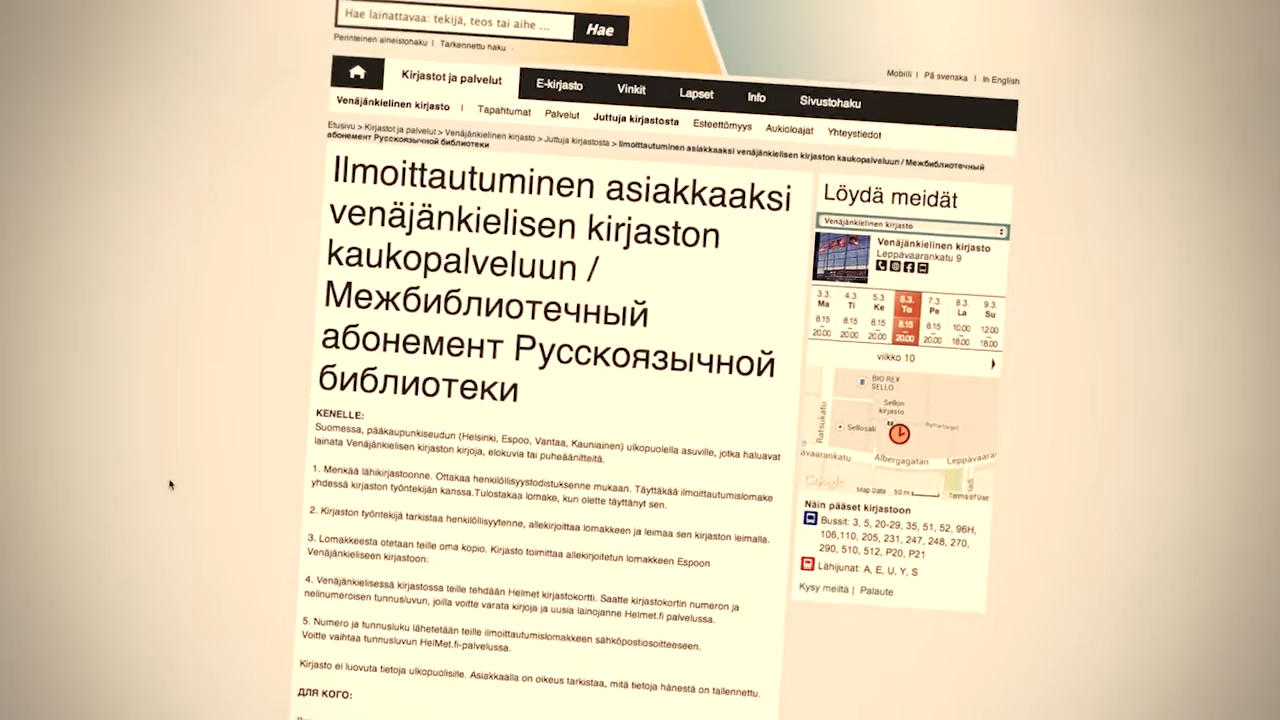 Hae lainattavaa: tekijä, teos tai aihe ...
Hae
Perinteinen aineistohaku | Tarkennettu haku
Mobiili | På svenska | In English
Kirjastot ja palvelut
E-kirjasto
Vinkit
Lapset
Info
Sivustohaku
Venäjänkielinen kirjasto | Tapahtumat Palvelut Juttuja kirjastosta Esteettömyys Aukioloajat Yhteystiedot
Etusivu > Kirjastot ja palvelut > Venäjänkielinen kirjasto > Juttuja kirjastosta > Ilmoittautuminen asiakkaaksi venäjänkielisen kirjaston kaukopalveluun / Межбиблиотечный
абонемент Русскоязычной библиотеки
Ilmoittautuminen asiakkaaksi
venäjänkielisen kirjaston
kaukopalveluun /
Межбиблиотечный
абонемент Русскоязычной
библиотеки
KENELLE:
Suomessa, pääkaupunkiseudun (Helsinki, Espoo, Vantaa, Kauniainen) ulkopuolella asuville, jotka haluavat
lainata Venäjänkielisen kirjaston kirjoja, elokuvia tai puheäänitteitä.
1. Menkää lähikirjastoonne. Ottakaa henkilöllisyystodistuksenne mukaan. Täyttäkää ilmoittautumislomake
yhdessä kirjaston työntekijän kanssa.Tulostakaa lomake, kun olette täyttänyt sen.
2. Kirjaston työntekijä tarkistaa henkilöllisyytenne, allekirjoittaa lomakkeen ja leimaa sen kirjaston leimalla.
3. Lomakkeesta otetaan teille oma kopio. Kirjasto toimittaa allekirjoitetun lomakkeen Espoon
Venäjänkieliseen kirjastoon:
4. Venäjänkielisessä kirjastossa teille tehdään Helmet kirjastokortti. Saatte kirjastokortin numeron ja
nelinumeroisen tunnusluvun, joilla voitte varata kirjoja ja uusia lainojanne Helmet.fi palvelussa.
5. Numero ja tunnusluku lähetetään teille ilmoittautumislomakkeen sähköpostiosoitteeseen.
Voitte vaihtaa tunnusluvun HelMet.fi-palvelussa.
Kirjasto ei luovuta tietoja ulkopuolisille. Asiakkaalla on oikeus tarkistaa, mitä tietoja hänestä on tallennettu.
ДЛЯ КОГО:
Löydä meidät
Venäjänkielinen kirjasto
Venäjänkielinen kirjasto
Leppävaarankatu 9
3.3. 4.3. 5.3. 6.3. 7.3. 8.3. 9.3.
Ma Ti Ke To Pe La Su
8.15 8.15 8.15 8.15 8.15 10.00 12.00
– – – – – – –
20.00 20.00 20.00 20.00 20.00 18.00 18.00
viikko 10
BIO REX
SELLO
Sellon
kirjasto
Ratsukatu
Sellosali
ävaarankatu
Albergagatan
Leppävaara
Google
Map Data
50 m
Terms of Use
Näin pääset kirjastoon
Bussit: 3, 5, 20-29, 35, 51, 52, 96H,
106,110, 205, 231, 247, 248, 270,
290, 510, 512, P20, P21
Lähijunat: A, E, U, Y, S
Kysy meiltä | Palaute